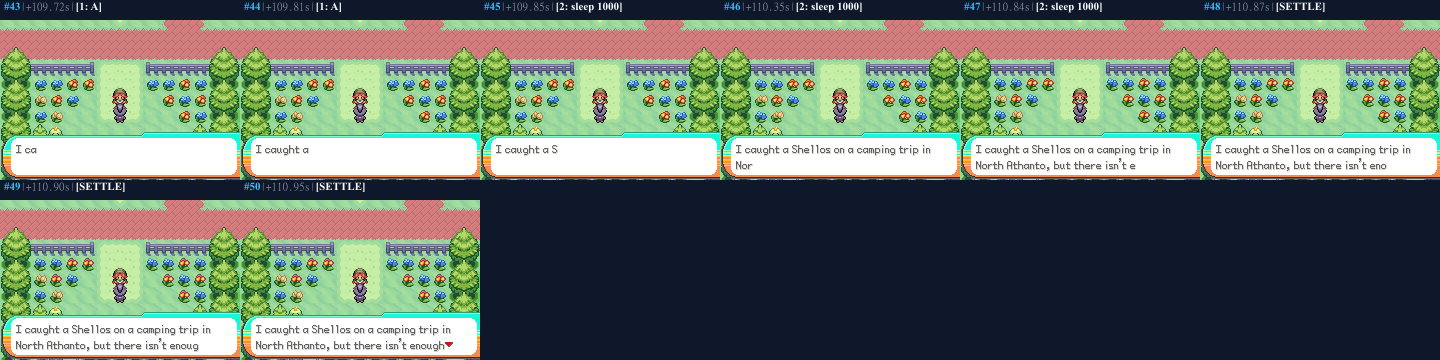 #43|+109.72s|[1: A]
#44|+109.81s|[1: A]
#45|+109.85s|[2: sleep 1000]
#46|+110.35s|[2: sleep 1000]
#47|+110.84s|[2: sleep 1000]
#48|+110.87s|[SETTLE]
I ca
I caught a
I caught a S
I caught a Shellos on a camping trip in
Nor
I caught a Shellos on a camping trip in
North Athanto, but there isn't e
I caught a Shellos on a camping trip in
North Athanto, but there isn't eno
#49|+110.90s|[SETTLE]
#50|+110.95s|[SETTLE]
I caught a Shellos on a camping trip in
North Athanto, but there isn't enoug
I caught a Shellos on a camping trip in
North Athanto, but there isn't enough